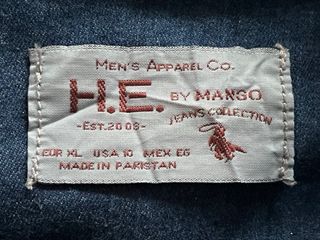 MEN'S APPAREL CO.
H.E. BY MANGO
-EST.2008- JEANS COLLECTION
EUR XL USA 10 MEX EG
MADE IN PAKISTAN